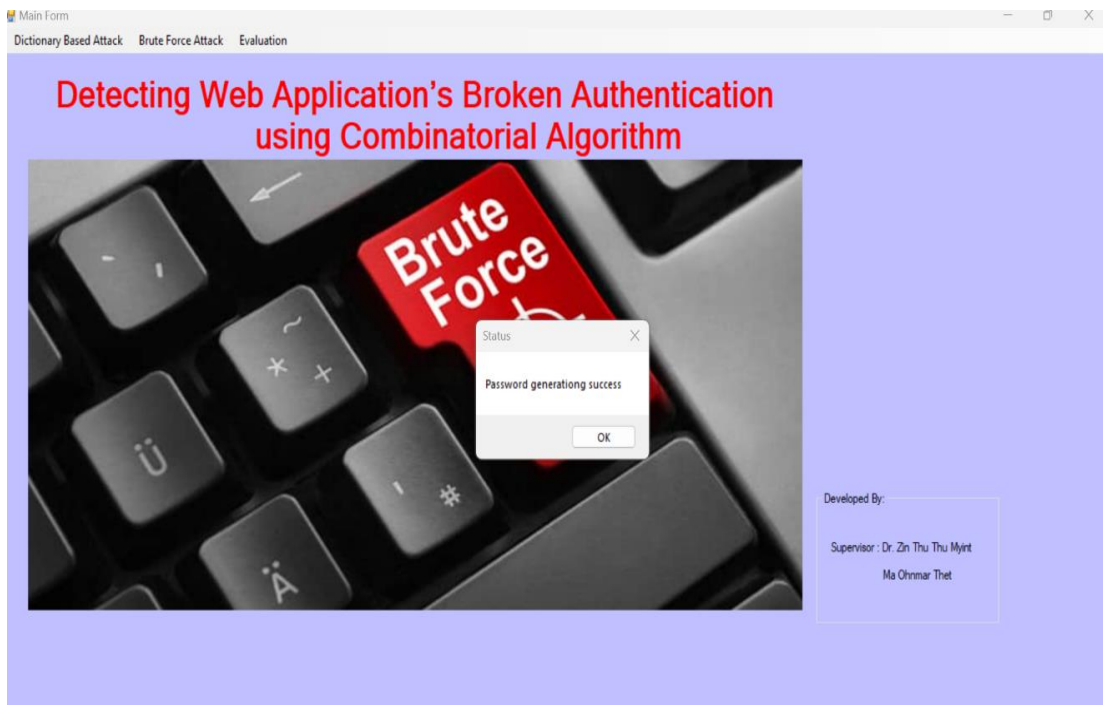 Main Form
Dictionary Based Attack Brute Force Attack Evaluation
Detecting Web Application's Broken Authentication
using Combinatorial Algorithm
Brute
Force
~
* +
Ü
' #
Ä
Status
Password generationg success
OK
Developed By:
Supervisor : Dr. Zin Thu Thu Myint
Ma Ohnmar Thet